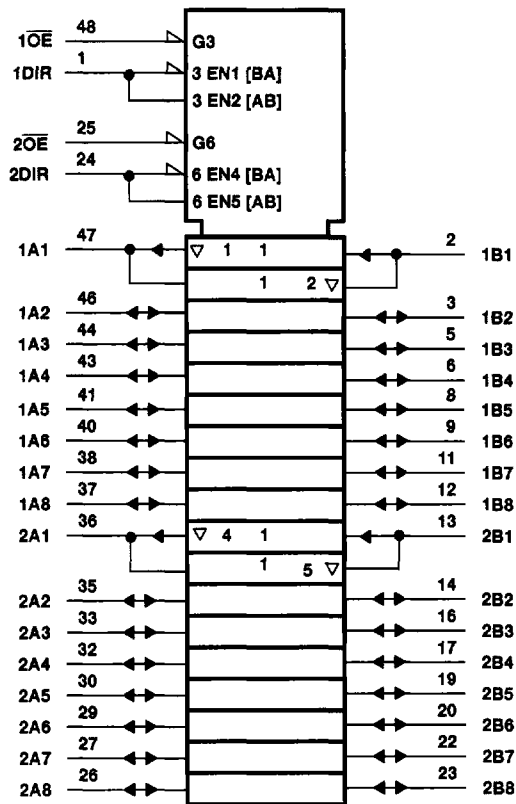 1O̅E̅ 48 G3
1DIR 1 3 EN1 [BA]
3 EN2 [AB]
2O̅E̅ 25 G6
2DIR 24 6 EN4 [BA]
6 EN5 [AB]
1A1 47 ▽ 1 1 2 1B1
1 2 ▽
1A2 46 3 1B2
1A3 44 5 1B3
1A4 43 6 1B4
1A5 41 8 1B5
1A6 40 9 1B6
1A7 38 11 1B7
1A8 37 12 1B8
2A1 36 ▽ 4 1 13 2B1
1 5 ▽
2A2 35 14 2B2
2A3 33 16 2B3
2A4 32 17 2B4
2A5 30 19 2B5
2A6 29 20 2B6
2A7 27 22 2B7
2A8 26 23 2B8